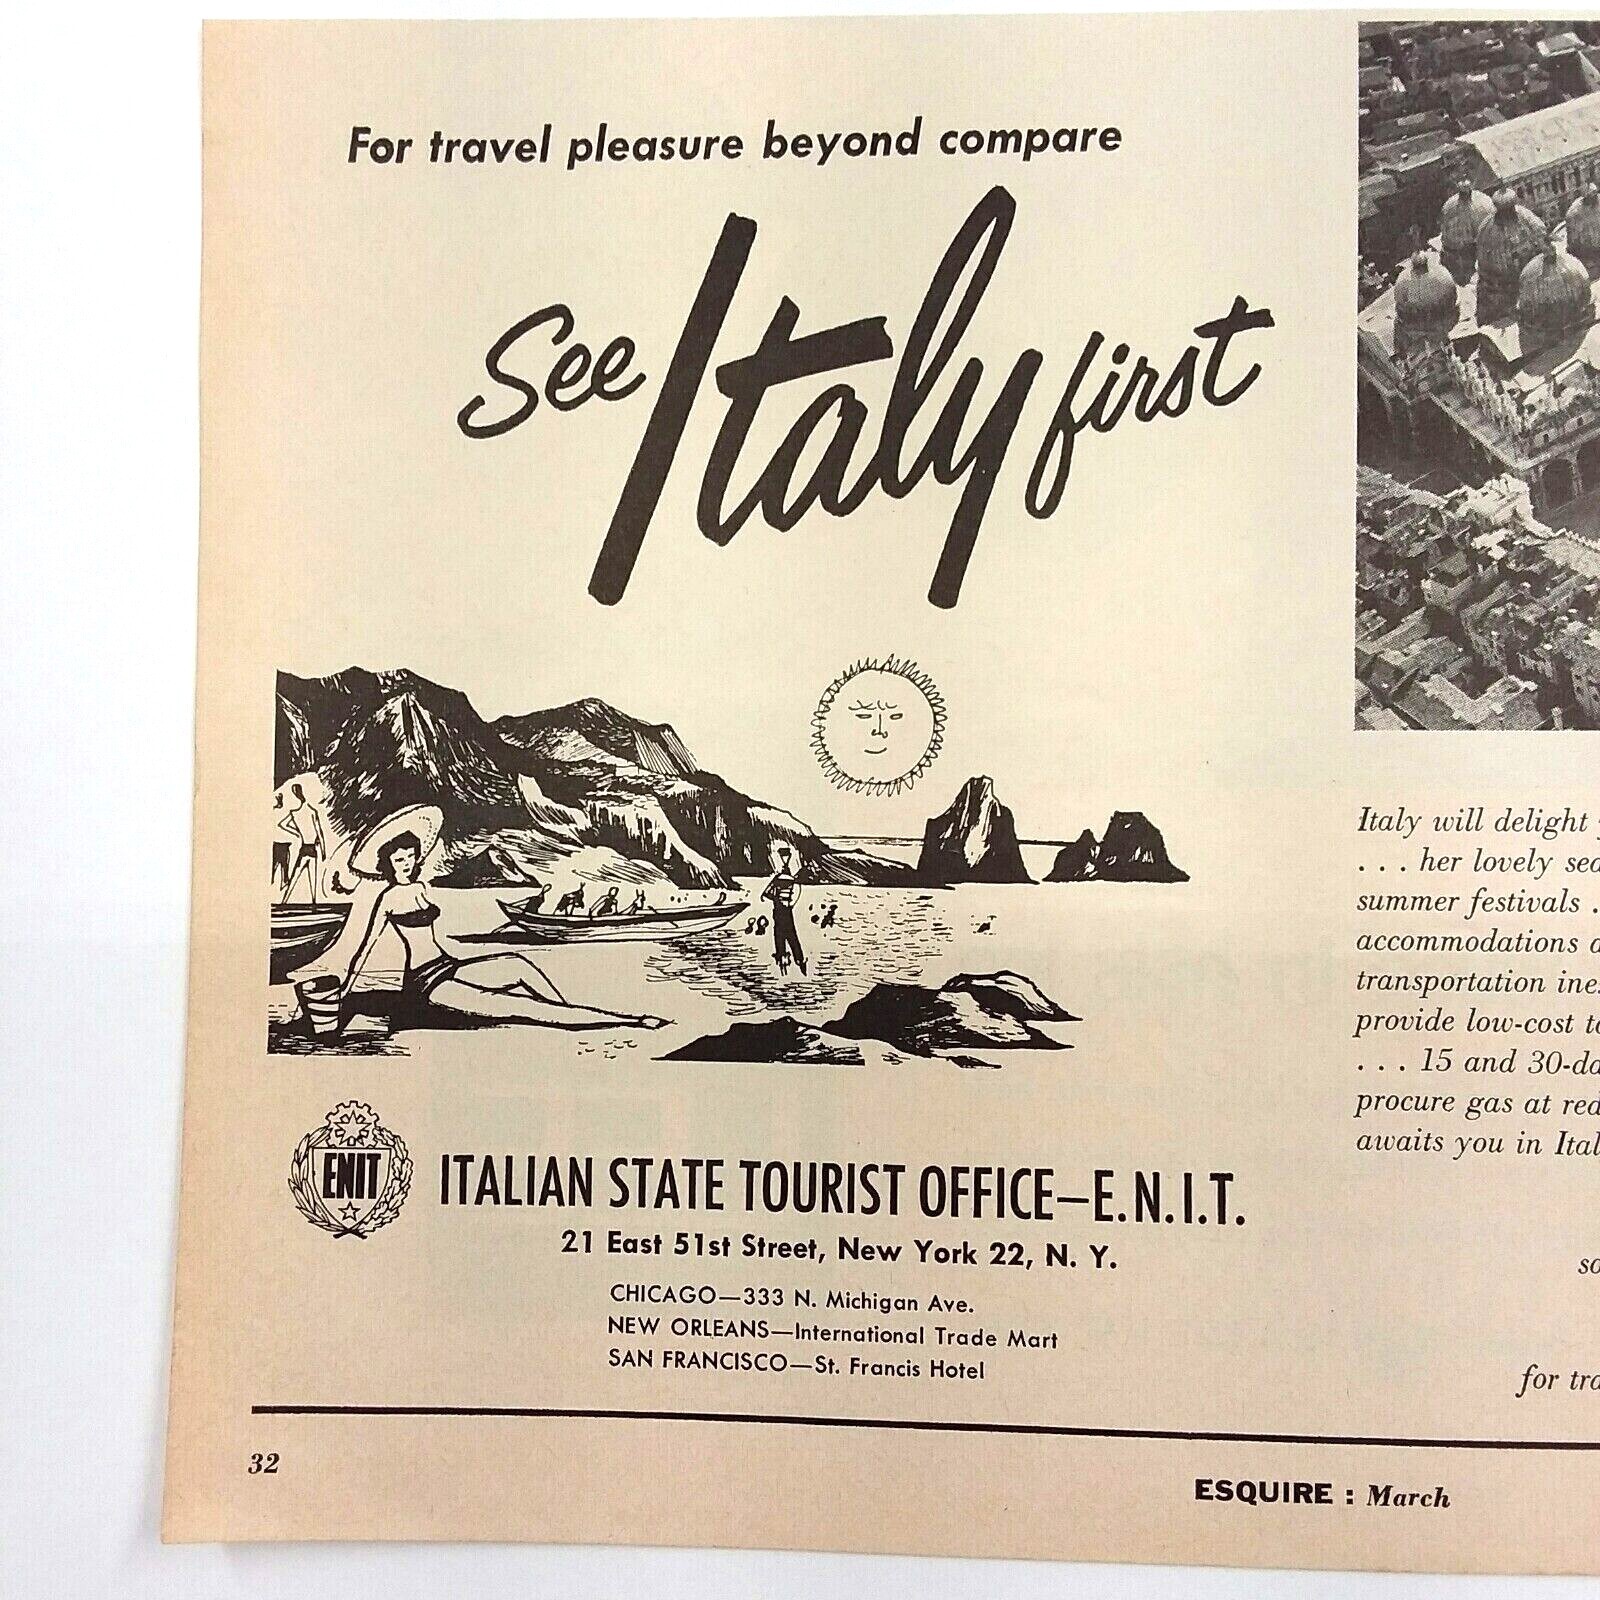 For travel pleasure beyond compare
See Italy first
ENIT
ITALIAN STATE TOURIST OFFICE—E.N.I.T.
21 East 51st Street, New York 22, N. Y.
CHICAGO—333 N. Michigan Ave.
NEW ORLEANS—International Trade Mart
SAN FRANCISCO—St. Francis Hotel
Italy will delight
. . . her lovely
summer festivals .
accommodations
transportation
provide low-cost
. . . 15 and
procure gas at
awaits you in
for
32
ESQUIRE : March